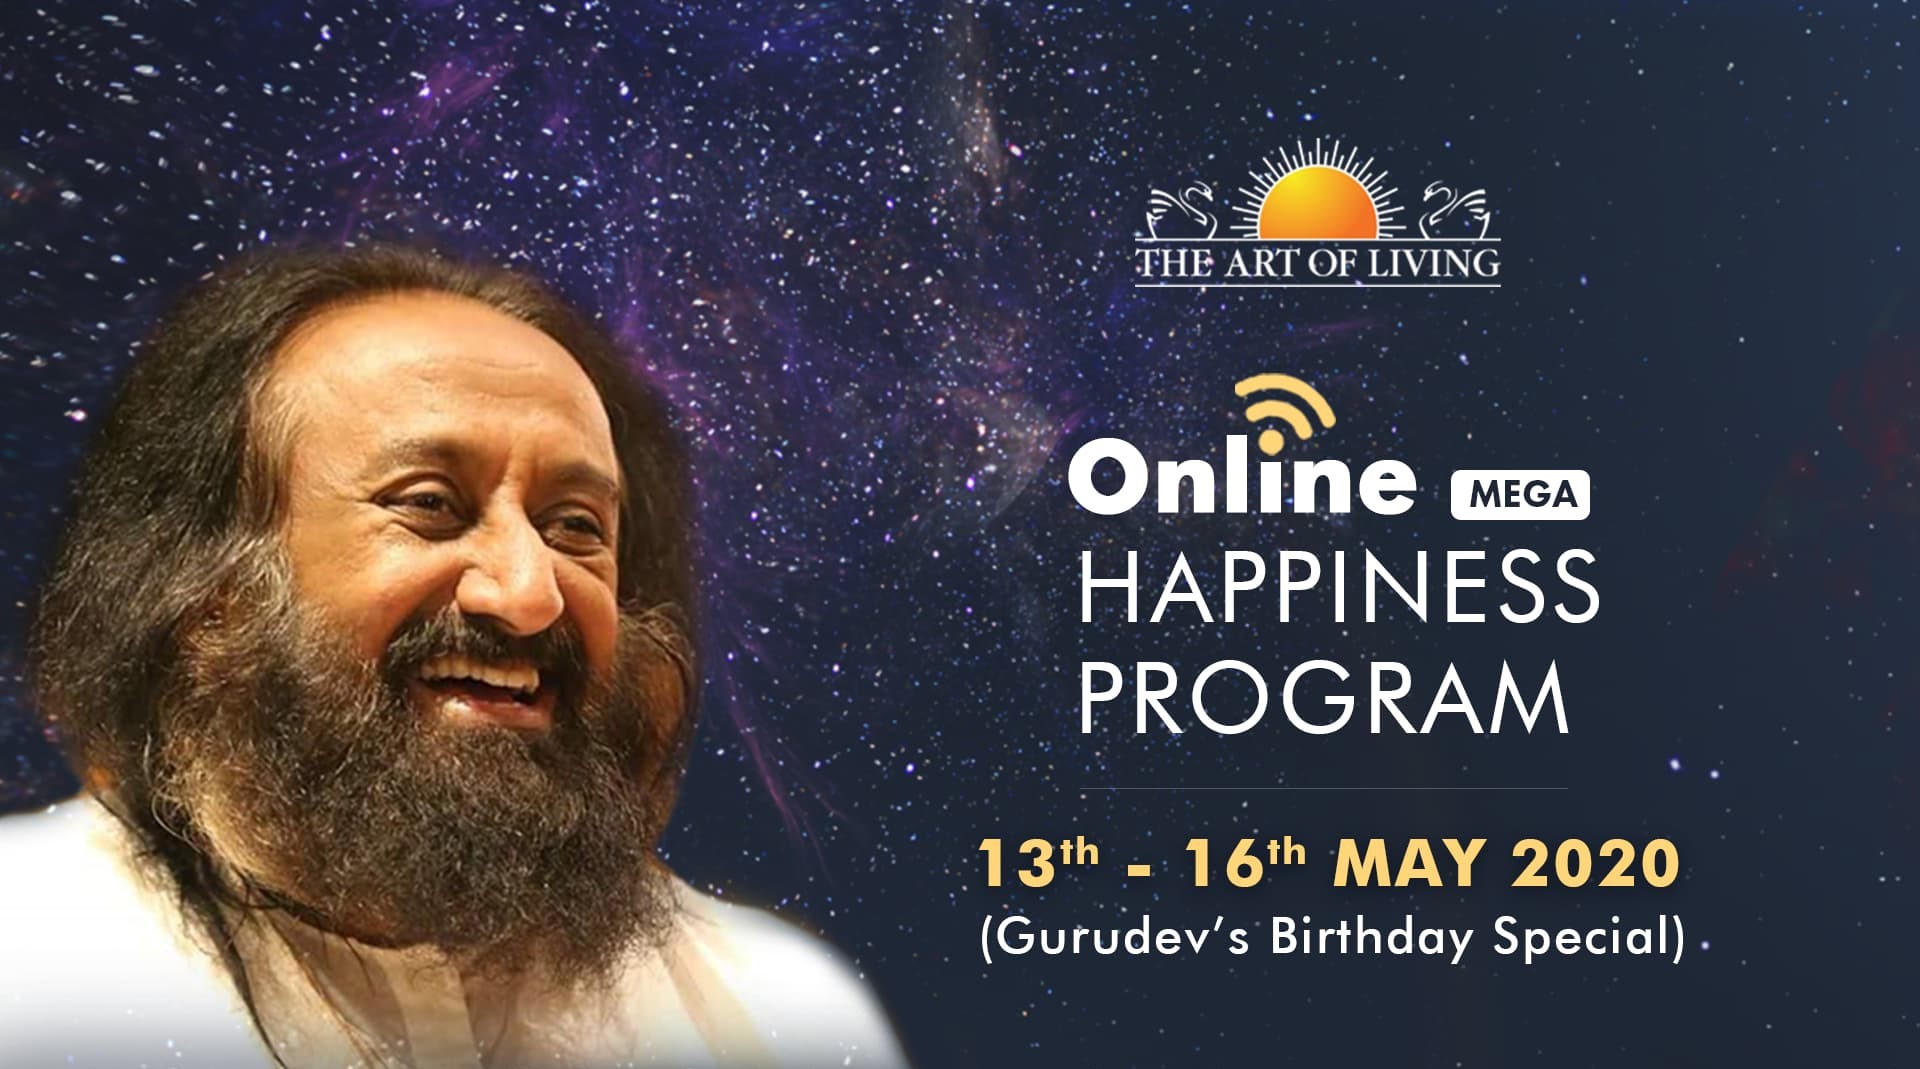 THE ART OF LIVING
Online MEGA
HAPPINESS
PROGRAM
13th - 16th MAY 2020
(Gurudev's Birthday Special)